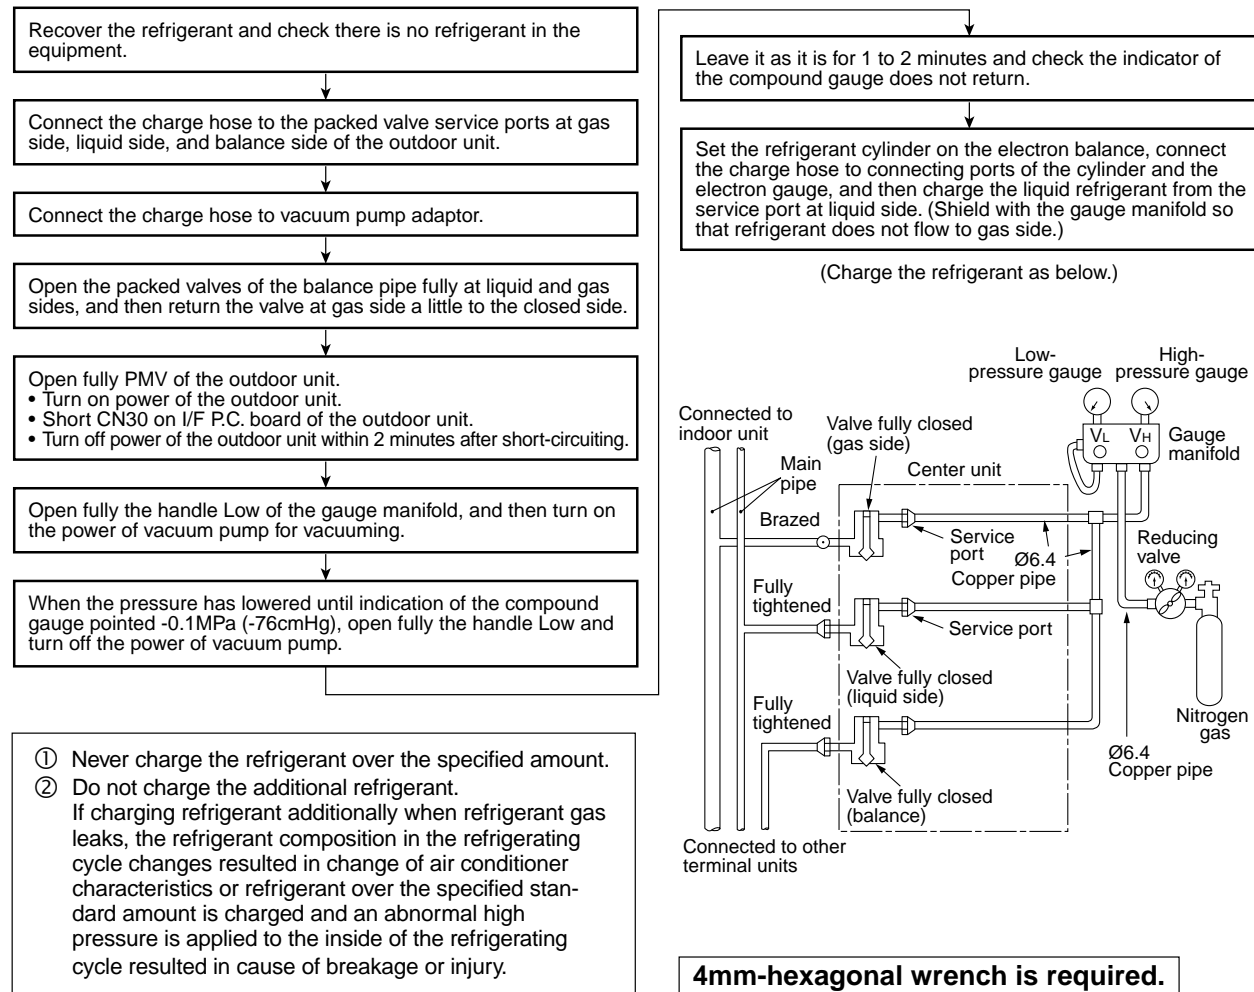 Recover the refrigerant and check there is no refrigerant in the
equipment.
Connect the charge hose to the packed valve service ports at gas
side, liquid side, and balance side of the outdoor unit.
Connect the charge hose to vacuum pump adaptor.
Open the packed valves of the balance pipe fully at liquid and gas
sides, and then return the valve at gas side a little to the closed side.
Open fully PMV of the outdoor unit.
• Turn on power of the outdoor unit.
• Short CN30 on I/F P.C. board of the outdoor unit.
• Turn off power of the outdoor unit within 2 minutes after short-circuiting.
Open fully the handle Low of the gauge manifold, and then turn on
the power of vacuum pump for vacuuming.
When the pressure has lowered until indication of the compound
gauge pointed -0.1MPa (-76cmHg), open fully the handle Low and
turn off the power of vacuum pump.
① Never charge the refrigerant over the specified amount.
② Do not charge the additional refrigerant.
If charging refrigerant additionally when refrigerant gas
leaks, the refrigerant composition in the refrigerating
cycle changes resulted in change of air conditioner
characteristics or refrigerant over the specified stan-
dard amount is charged and an abnormal high
pressure is applied to the inside of the refrigerating
cycle resulted in cause of breakage or injury.
Leave it as it is for 1 to 2 minutes and check the indicator of
the compound gauge does not return.
Set the refrigerant cylinder on the electron balance, connect
the charge hose to connecting ports of the cylinder and the
electron gauge, and then charge the liquid refrigerant from the
service port at liquid side. (Shield with the gauge manifold so
that refrigerant does not flow to gas side.)
(Charge the refrigerant as below.)
Low-
pressure gauge
High-
pressure gauge
VL
VH
Gauge
manifold
Connected to
indoor unit
Valve fully closed
(gas side)
Main
pipe
Center unit
Brazed
Service
port
Ø6.4
Copper pipe
Reducing
valve
Fully
tightened
Service port
Valve fully closed
(liquid side)
Fully
tightened
Nitrogen
gas
Ø6.4
Copper pipe
Valve fully closed
(balance)
Connected to other
terminal units
4mm-hexagonal wrench is required.